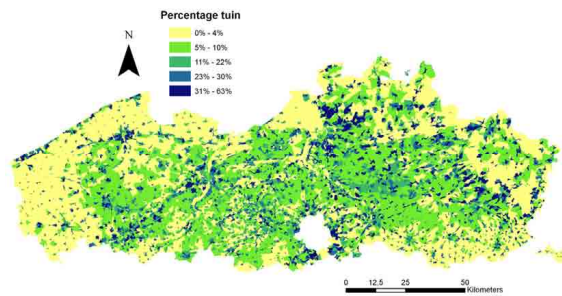 Percentage tuin
N
0% - 4%
5% - 10%
11% - 22%
23% - 30%
31% - 63%
0 12.5 25 50
Kilometers